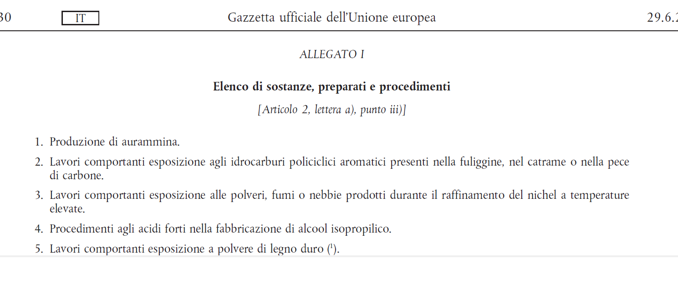 30 IT Gazzetta ufficiale dell'Unione europea 29.6.2
ALLEGATO I
Elenco di sostanze, preparati e procedimenti
[Articolo 2, lettera a), punto iii)]
1. Produzione di aurammina.
2. Lavori comportanti esposizione agli idrocarburi policiclici aromatici presenti nella fuliggine, nel catrame o nella pece
di carbone.
3. Lavori comportanti esposizione alle polveri, fumi o nebbie prodotti durante il raffinamento del nichel a temperature
elevate.
4. Procedimenti agli acidi forti nella fabbricazione di alcool isopropilico.
5. Lavori comportanti esposizione a polvere di legno duro (¹).